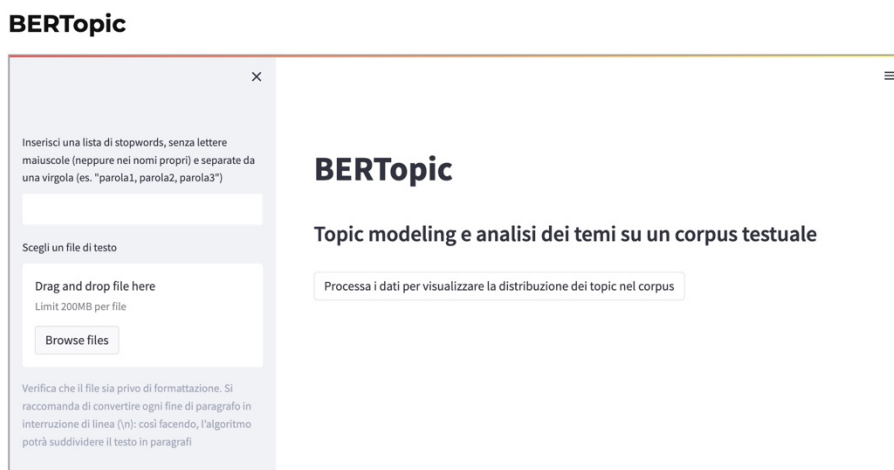 BERTopic
Inserisci una lista di stopwords, senza lettere
maiuscole (neppure nei nomi propri) e separate da
una virgola (es. "parola1, parola2, parola3")
Scegli un file di testo
Drag and drop file here
Limit 200MB per file
Browse files
Verifica che il file sia privo di formattazione. Si
raccomanda di convertire ogni fine di paragrafo in
interruzione di linea (\n): così facendo, l'algoritmo
potrà suddividere il testo in paragrafi
BERTopic
Topic modeling e analisi dei temi su un corpus testuale
Processa i dati per visualizzare la distribuzione dei topic nel corpus